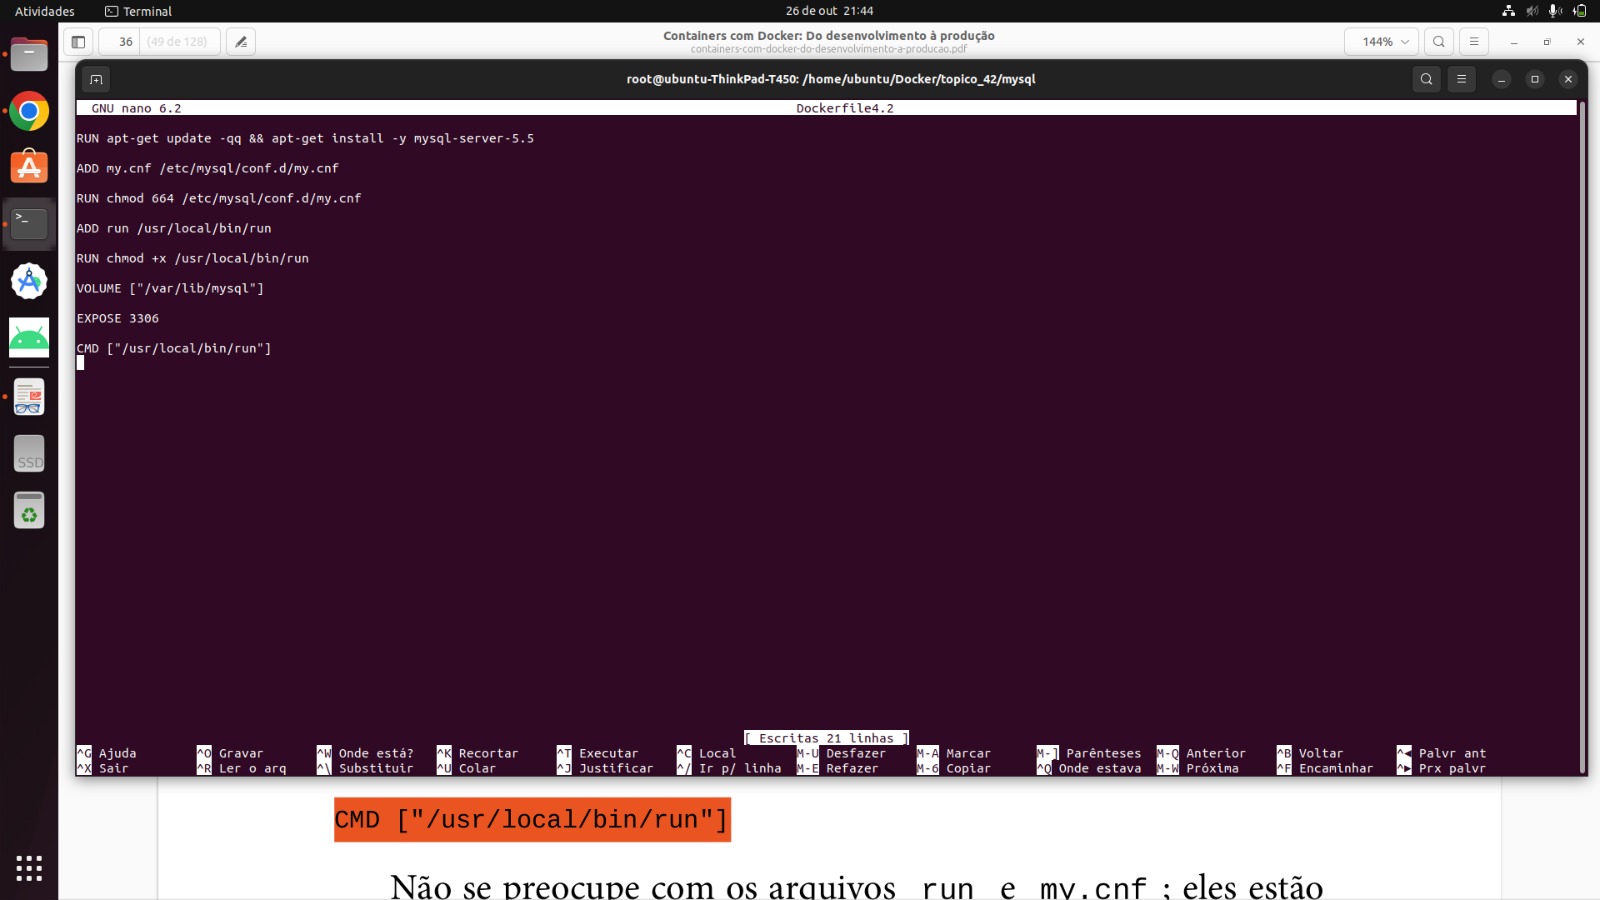 Atividades
Terminal
26 de out 21:44
36 (49 de 128)
Containers com Docker: Do desenvolvimento à produção
containers-com-docker-do-desenvolvimento-a-producao.pdf
144%
root@ubuntu-ThinkPad-T450: /home/ubuntu/Docker/topico_42/mysql
GNU nano 6.2 Dockerfile4.2
RUN apt-get update -qq && apt-get install -y mysql-server-5.5
ADD my.cnf /etc/mysql/conf.d/my.cnf
RUN chmod 664 /etc/mysql/conf.d/my.cnf
ADD run /usr/local/bin/run
RUN chmod +x /usr/local/bin/run
VOLUME ["/var/lib/mysql"]
EXPOSE 3306
CMD ["/usr/local/bin/run"]
SSD
[ Escritas 21 linhas ]
^G Ajuda ^O Gravar ^W Onde está? ^K Recortar ^T Executar ^C Local M-U Desfazer M-A Marcar M-] Parênteses M-Q Anterior ^B Voltar ^◄ Palvr ant
^X Sair ^R Ler o arq ^\ Substituir ^U Colar ^J Justificar ^/ Ir p/ linha M-E Refazer M-6 Copiar ^Q Onde estava M-W Próxima ^F Encaminhar ^► Prx palvr
CMD ["/usr/local/bin/run"]
Não se preocupe com os arquivos run e my.cnf ; eles estão